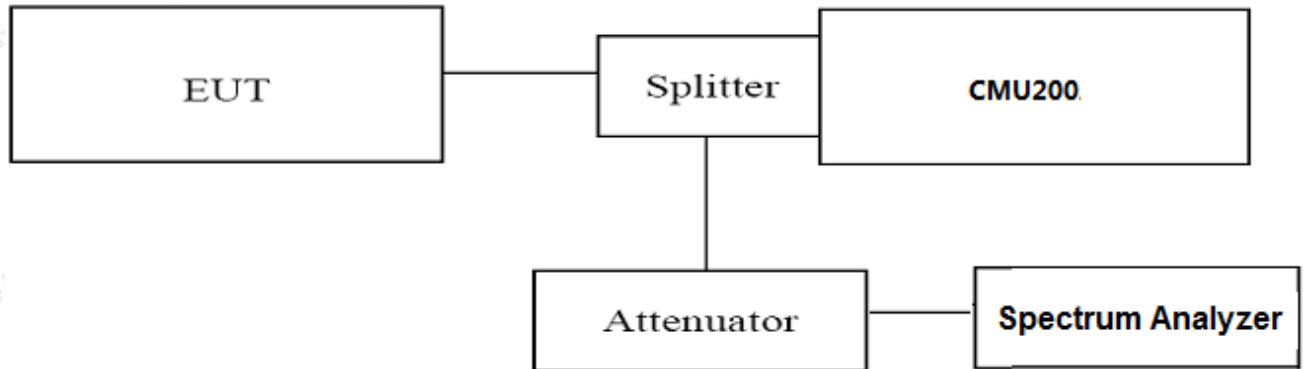 EUT
Splitter
CMU200
Attenuator
Spectrum Analyzer